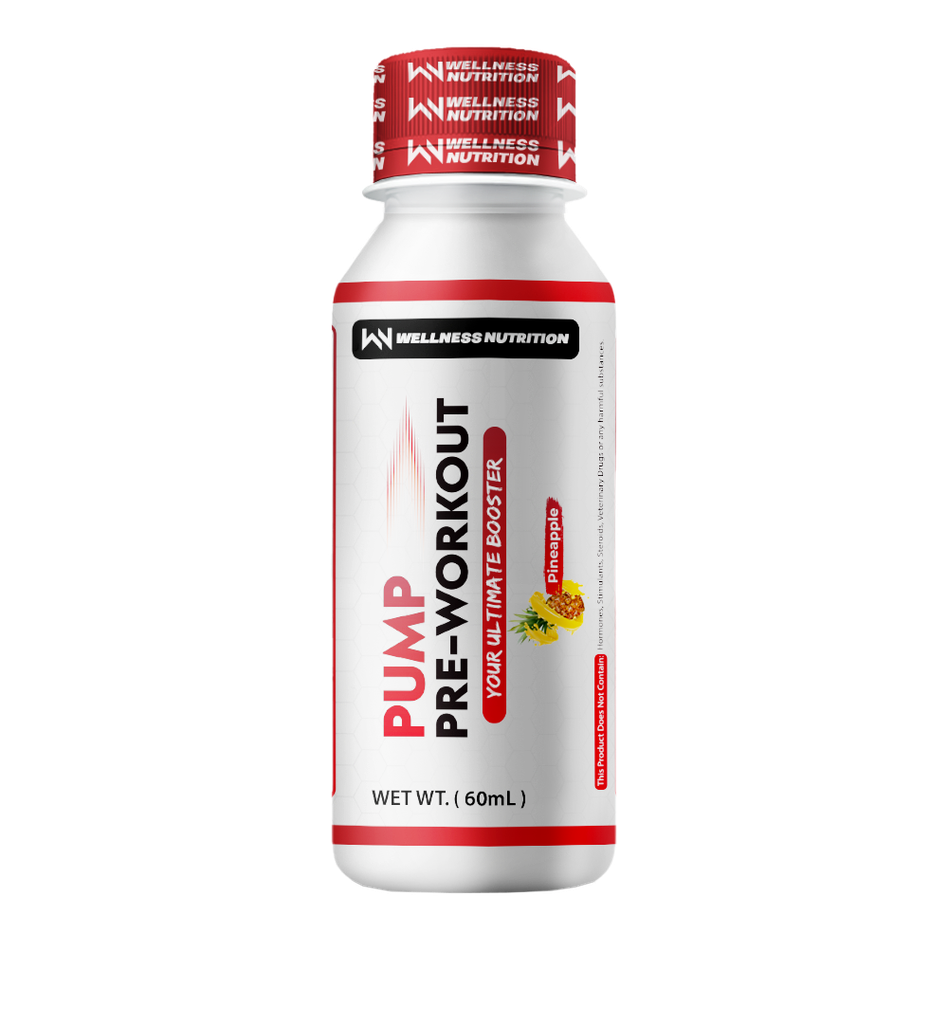 WELLNESS
NUTRITION
WELLNESS
NUTRITION
WELLNESS
NUTRITION
WELLNESS NUTRITION
PUMP
PRE-WORKOUT
YOUR ULTIMATE BOOSTER
Pineapple
This Product Does Not Contain: Hormones, Stimulants, Steroids, Veterinary Drugs or any harmful substances.
WET WT. ( 60mL )